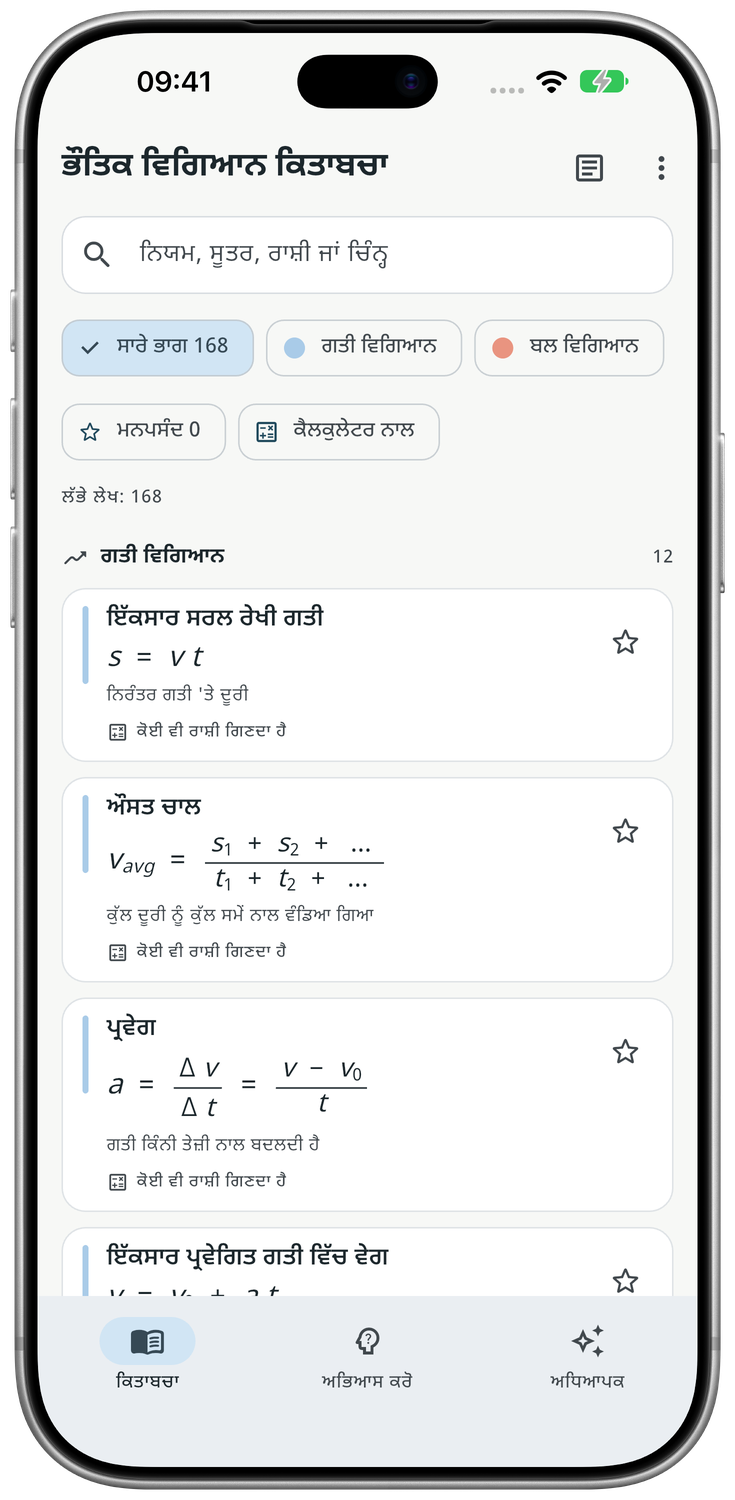 09:41
ਭੌਤਿਕ ਵਿਗਿਆਨ ਕਿਤਾਬਚਾ
ਨਿਯਮ, ਸੂਤਰ, ਰਾਸ਼ੀ ਜਾਂ ਚਿੰਨ੍ਹ
ਸਾਰੇ ਭਾਗ 168
ਗਤੀ ਵਿਗਿਆਨ
ਬਲ ਵਿਗਿਆਨ
ਮਨਪਸੰਦ 0
ਕੈਲਕੁਲੇਟਰ ਨਾਲ
ਲੱਭੇ ਲੇਖ: 168
ਗਤੀ ਵਿਗਿਆਨ 12
ਇੱਕਸਾਰ ਸਰਲ ਰੇਖੀ ਗਤੀ
s = v t
ਨਿਰੰਤਰ ਗਤੀ 'ਤੇ ਦੂਰੀ
ਕੋਈ ਵੀ ਰਾਸ਼ੀ ਗਿਣਦਾ ਹੈ
ਔਸਤ ਚਾਲ
v_avg = (s₁ + s₂ + ...) / (t₁ + t₂ + ...)
ਕੁੱਲ ਦੂਰੀ ਨੂੰ ਕੁੱਲ ਸਮੇਂ ਨਾਲ ਵੰਡਿਆ ਗਿਆ
ਕੋਈ ਵੀ ਰਾਸ਼ੀ ਗਿਣਦਾ ਹੈ
ਪ੍ਰਵੇਗ
a = Δ v / Δ t = (v − v₀) / t
ਗਤੀ ਕਿੰਨੀ ਤੇਜ਼ੀ ਨਾਲ ਬਦਲਦੀ ਹੈ
ਕੋਈ ਵੀ ਰਾਸ਼ੀ ਗਿਣਦਾ ਹੈ
ਇੱਕਸਾਰ ਪ੍ਰਵੇਗਿਤ ਗਤੀ ਵਿੱਚ ਵੇਗ
v = v₀ + a t
ਕਿਤਾਬਚਾ
ਅਭਿਆਸ ਕਰੋ
ਅਧਿਆਪਕ